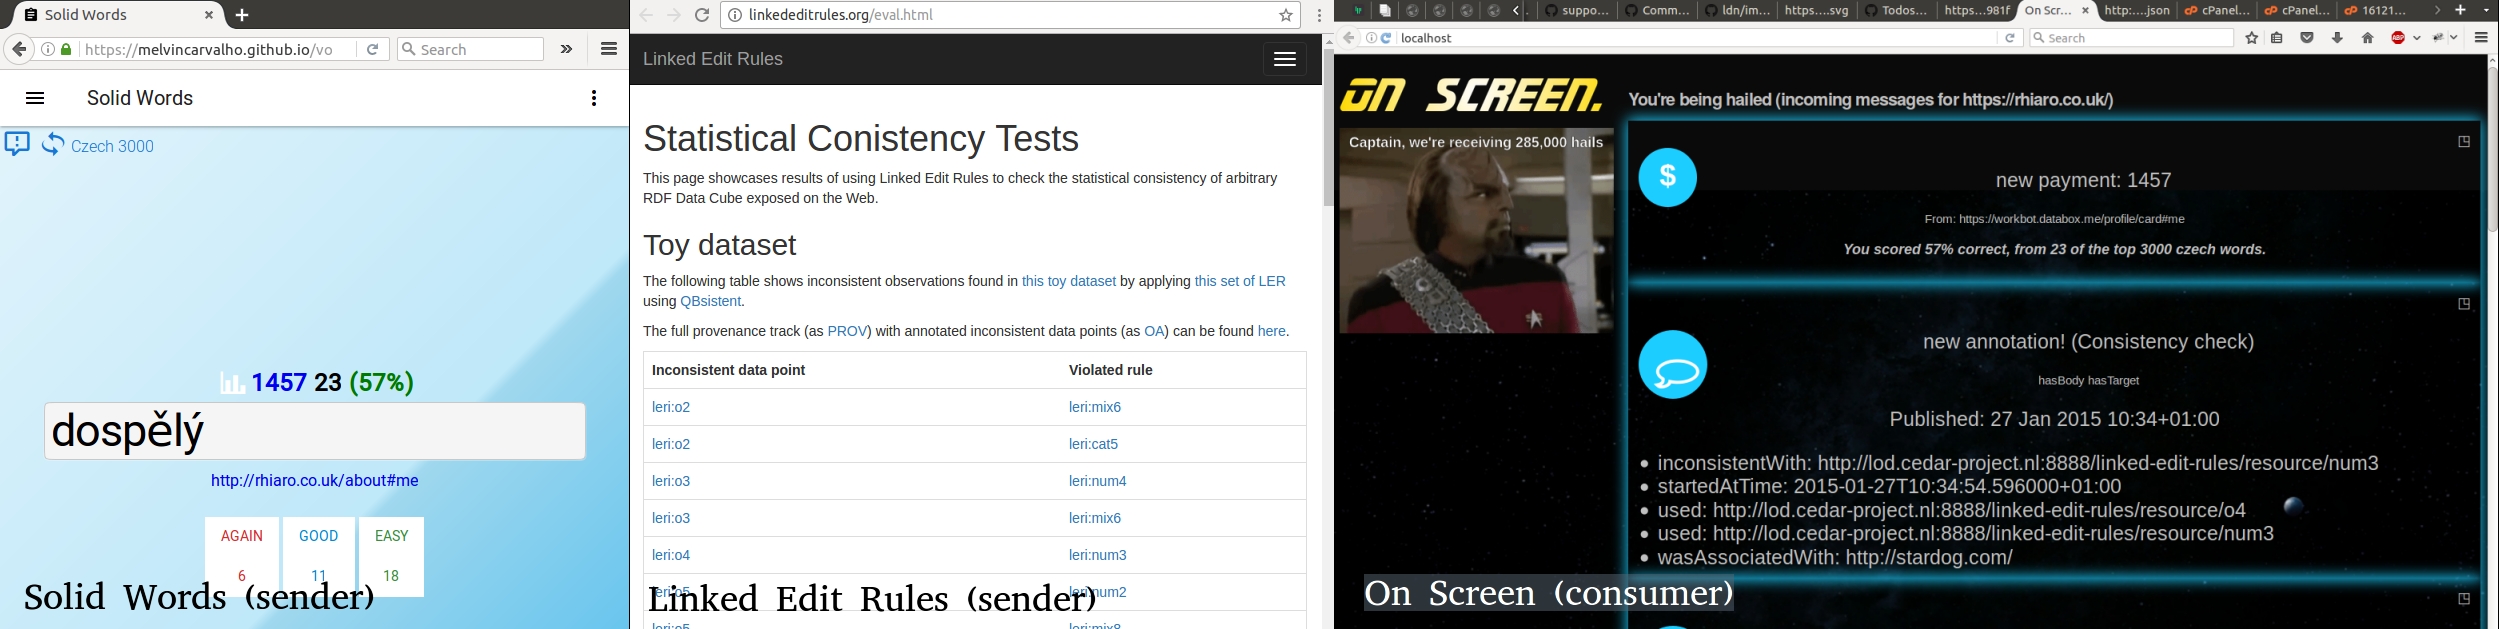 Solid Words
https://melvincarvalho.github.io/vo
Search
Solid Words
Czech 3000
1457 23 (57%)
dospělý
http://rhiaro.co.uk/about#me
AGAIN GOOD EASY
6 11 18
Solid Words (sender)
linkededitrules.org/eval.html
Linked Edit Rules
Statistical Conistency Tests
This page showcases results of using Linked Edit Rules to check the statistical consistency of arbitrary
RDF Data Cube exposed on the Web.
Toy dataset
The following table shows inconsistent observations found in this toy dataset by applying this set of LER
using QBsistent.
The full provenance track (as PROV) with annotated inconsistent data points (as OA) can be found here.
Inconsistent data point Violated rule
leri:o2 leri:mix6
leri:o2 leri:cat5
leri:o3 leri:num4
leri:o3 leri:mix6
leri:o4 leri:num3
leri:o5 leri:num2
leri:o5 leri:mix8
Linked Edit Rules (sender)
suppo... Comm... ldn/im... https....svg Todos... https...981f On Scr... http:....json cPanel... cPanel... 16121...
localhost
Search
ON SCREEN.
Captain, we're receiving 285,000 hails
You're being hailed (incoming messages for https://rhiaro.co.uk/)
$
new payment: 1457
From: https://workbot.databox.me/profile/card#me
You scored 57% correct, from 23 of the top 3000 czech words.
new annotation! (Consistency check)
hasBody hasTarget
Published: 27 Jan 2015 10:34+01:00
inconsistentWith: http://lod.cedar-project.nl:8888/linked-edit-rules/resource/num3
startedAtTime: 2015-01-27T10:34:54.596000+01:00
used: http://lod.cedar-project.nl:8888/linked-edit-rules/resource/o4
used: http://lod.cedar-project.nl:8888/linked-edit-rules/resource/num3
wasAssociatedWith: http://stardog.com/
On Screen (consumer)